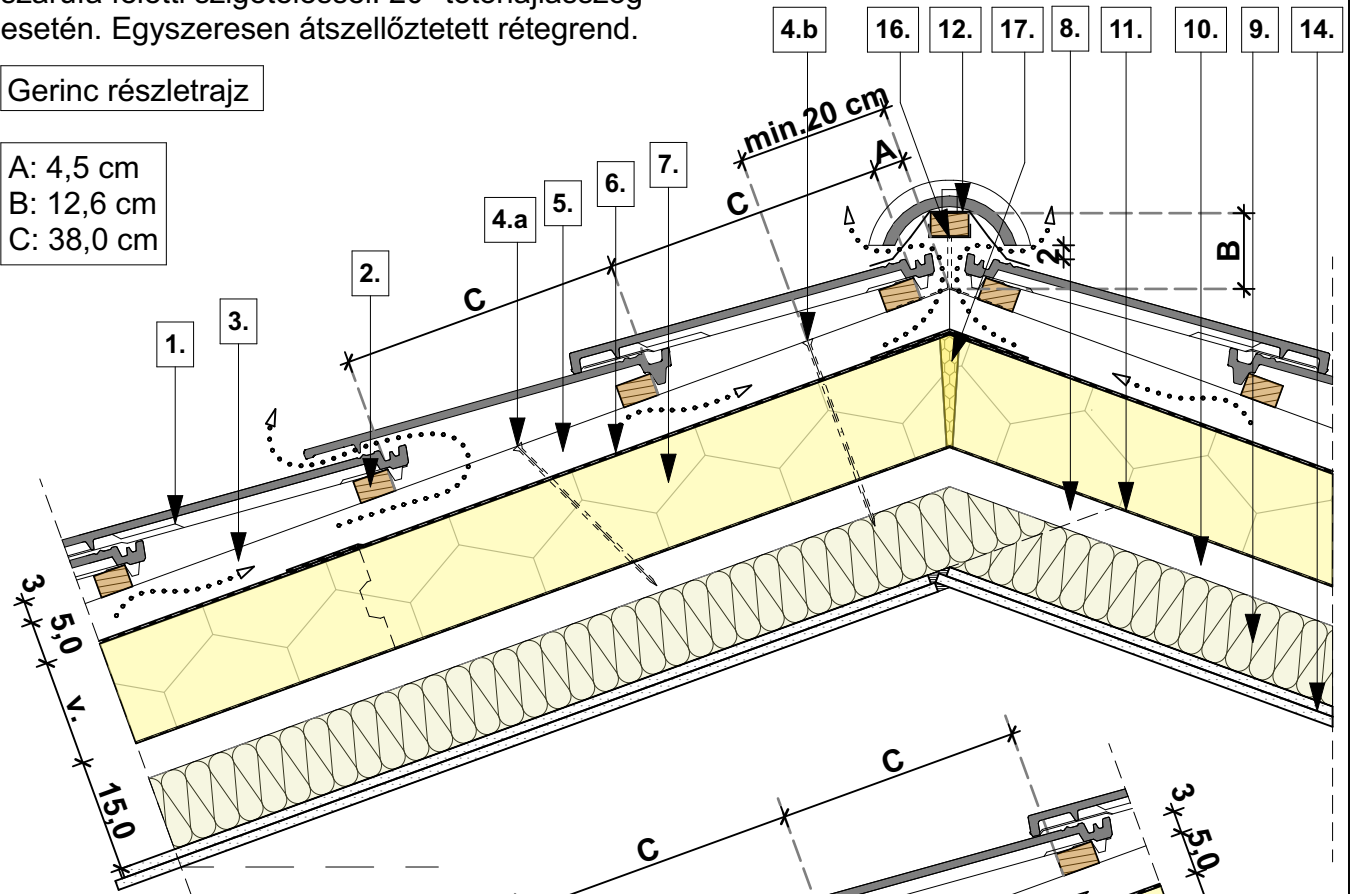 esetén. Egyszeresen átszellőztetett rétegrend.
Gerinc részletrajz
A: 4,5 cm
B: 12,6 cm
C: 38,0 cm
4.b
16.
12.
17.
8.
11.
10.
9.
14.
min.20 cm
A
C
7.
6.
5.
4.a
C
2.
3.
1.
2
B
3
5,0
v.
15,0
C
C
3
5,0